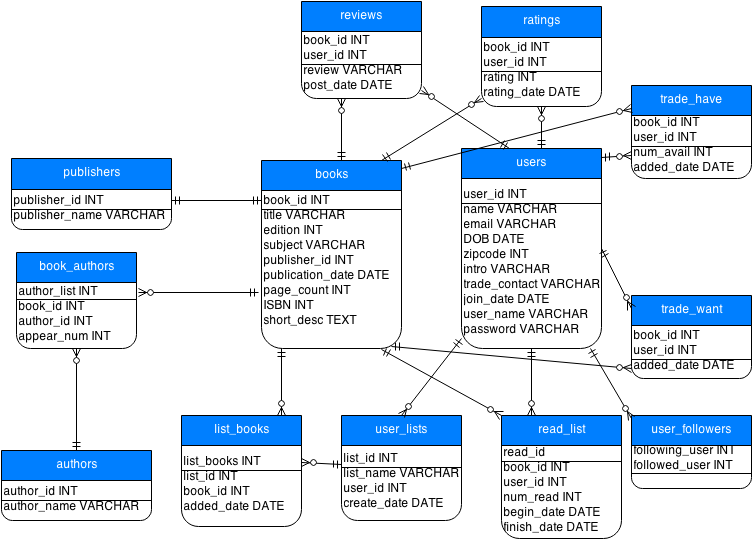 reviews
book_id INT
user_id INT
review VARCHAR
post_date DATE
ratings
book_id INT
user_id INT
rating INT
rating_date DATE
trade_have
book_id INT
user_id INT
num_avail INT
added_date DATE
publishers
publisher_id INT
publisher_name VARCHAR
books
book_id INT
title VARCHAR
edition INT
subject VARCHAR
publisher_id INT
publication_date DATE
page_count INT
ISBN INT
short_desc TEXT
users
user_id INT
name VARCHAR
email VARCHAR
DOB DATE
zipcode INT
intro VARCHAR
trade_contact VARCHAR
join_date DATE
user_name VARCHAR
password VARCHAR
book_authors
author_list INT
book_id INT
author_id INT
appear_num INT
trade_want
book_id INT
user_id INT
added_date DATE
authors
author_id INT
author_name VARCHAR
list_books
list_books INT
list_id INT
book_id INT
added_date DATE
user_lists
list_id INT
list_name VARCHAR
user_id INT
create_date DATE
read_list
read_id
book_id INT
user_id INT
num_read INT
begin_date DATE
finish_date DATE
user_followers
following_user INT
followed_user INT